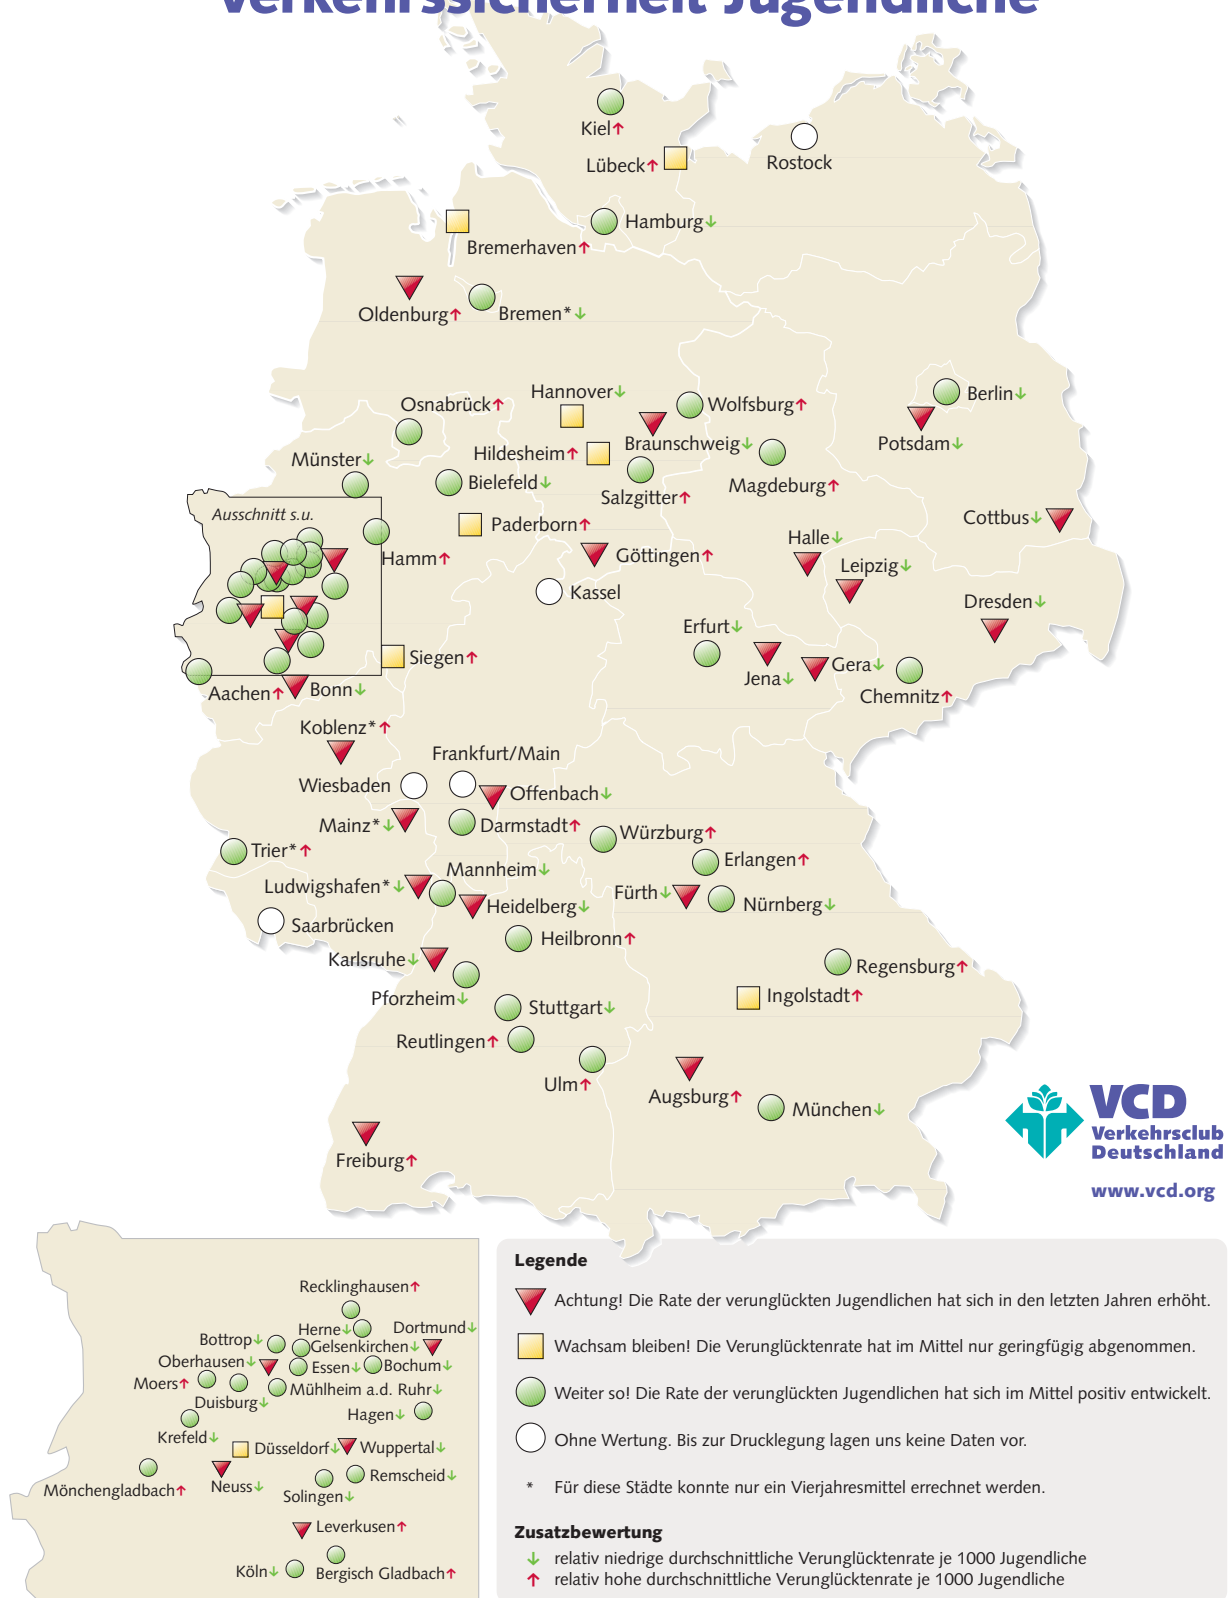 Verkehrssicherheit Jugendliche
Kiel↑
Lübeck↑
Rostock
Hamburg↓
Bremerhaven↑
Oldenburg↑
Bremen*↓
Hannover↓
Osnabrück↑
Wolfsburg↑
Berlin↓
Braunschweig↓
Potsdam↓
Hildesheim↑
Münster↓
Bielefeld↓
Salzgitter↑
Magdeburg↑
Ausschnitt s.u.
Paderborn↑
Cottbus↓
Hamm↑
Göttingen↑
Halle↓
Leipzig↓
Kassel
Dresden↓
Erfurt↓
Siegen↑
Jena↓
Gera↓
Aachen↑
Bonn↓
Chemnitz↑
Koblenz*↑
Frankfurt/Main
Wiesbaden
Offenbach↓
Mainz*↓
Darmstadt↑
Würzburg↑
Trier*↑
Erlangen↑
Mannheim↓
Ludwigshafen*↓
Fürth↓
Heidelberg↓
Nürnberg↓
Saarbrücken
Heilbronn↑
Karlsruhe↓
Regensburg↑
Pforzheim↓
Ingolstadt↑
Stuttgart↓
Reutlingen↑
Ulm↑
Augsburg↑
München↓
Freiburg↑
VCD
Verkehrsclub
Deutschland
www.vcd.org
Recklinghausen↑
Herne↓
Dortmund↓
Bottrop↓
Gelsenkirchen↓
Oberhausen↓
Essen↓
Bochum↓
Moers↑
Mühlheim a.d. Ruhr↓
Duisburg↓
Hagen↓
Krefeld↓
Düsseldorf↓
Wuppertal↓
Remscheid↓
Mönchengladbach↑
Neuss↓
Solingen↓
Leverkusen↑
Köln↓
Bergisch Gladbach↑
Legende
Achtung! Die Rate der verunglückten Jugendlichen hat sich in den letzten Jahren erhöht.
Wachsam bleiben! Die Verunglücktenrate hat im Mittel nur geringfügig abgenommen.
Weiter so! Die Rate der verunglückten Jugendlichen hat sich im Mittel positiv entwickelt.
Ohne Wertung. Bis zur Drucklegung lagen uns keine Daten vor.
* Für diese Städte konnte nur ein Vierjahresmittel errechnet werden.
Zusatzbewertung
↓ relativ niedrige durchschnittliche Verunglücktenrate je 1000 Jugendliche
↑ relativ hohe durchschnittliche Verunglücktenrate je 1000 Jugendliche